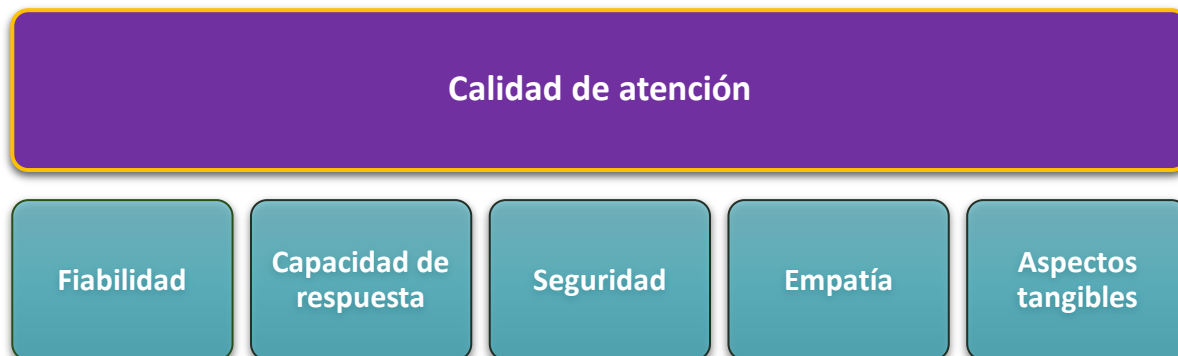 Calidad de atención
Fiabilidad
Capacidad de
respuesta
Seguridad
Empatía
Aspectos
tangibles